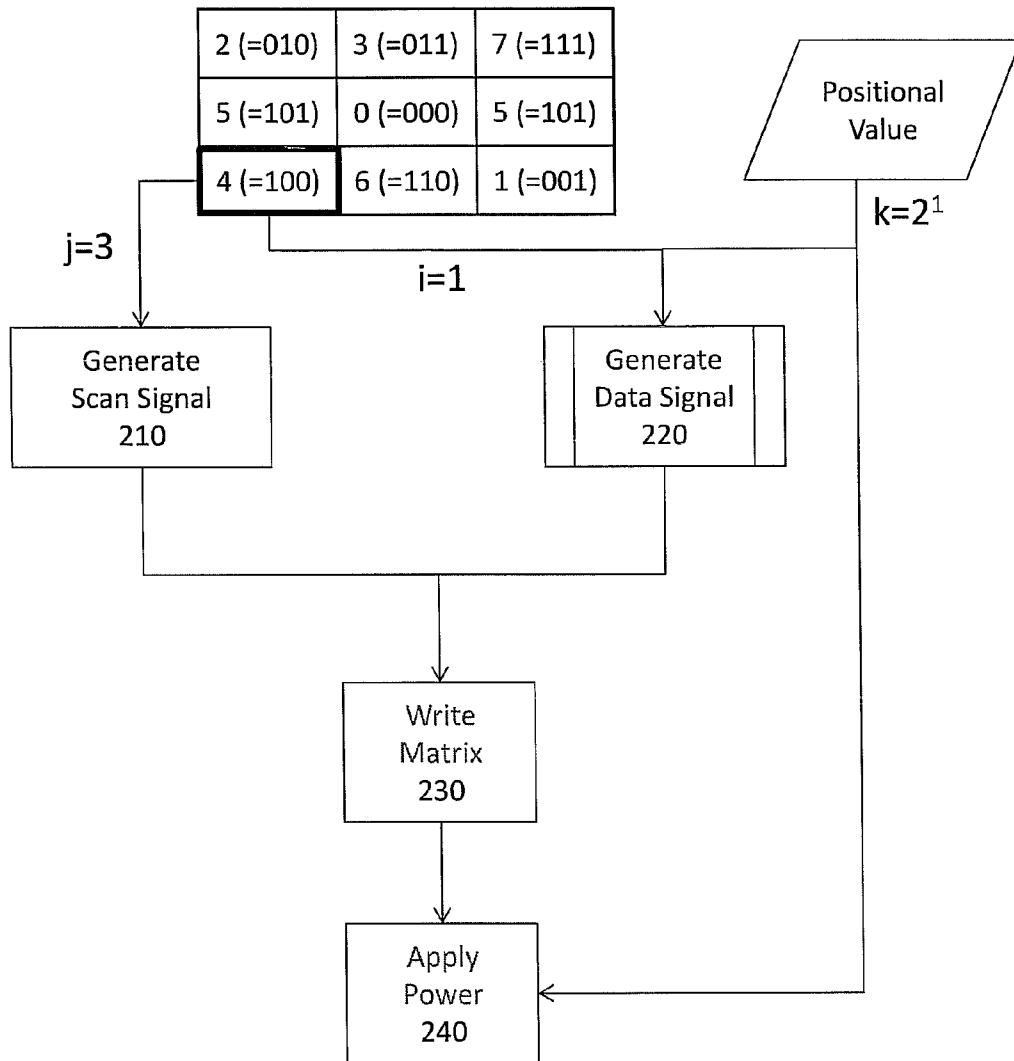 2 (=010) 3 (=011) 7 (=111)
5 (=101) 0 (=000) 5 (=101)
4 (=100) 6 (=110) 1 (=001)
Positional
Value
k=2¹
j=3
i=1
Generate
Scan Signal
210
Generate
Data Signal
220
Write
Matrix
230
Apply
Power
240